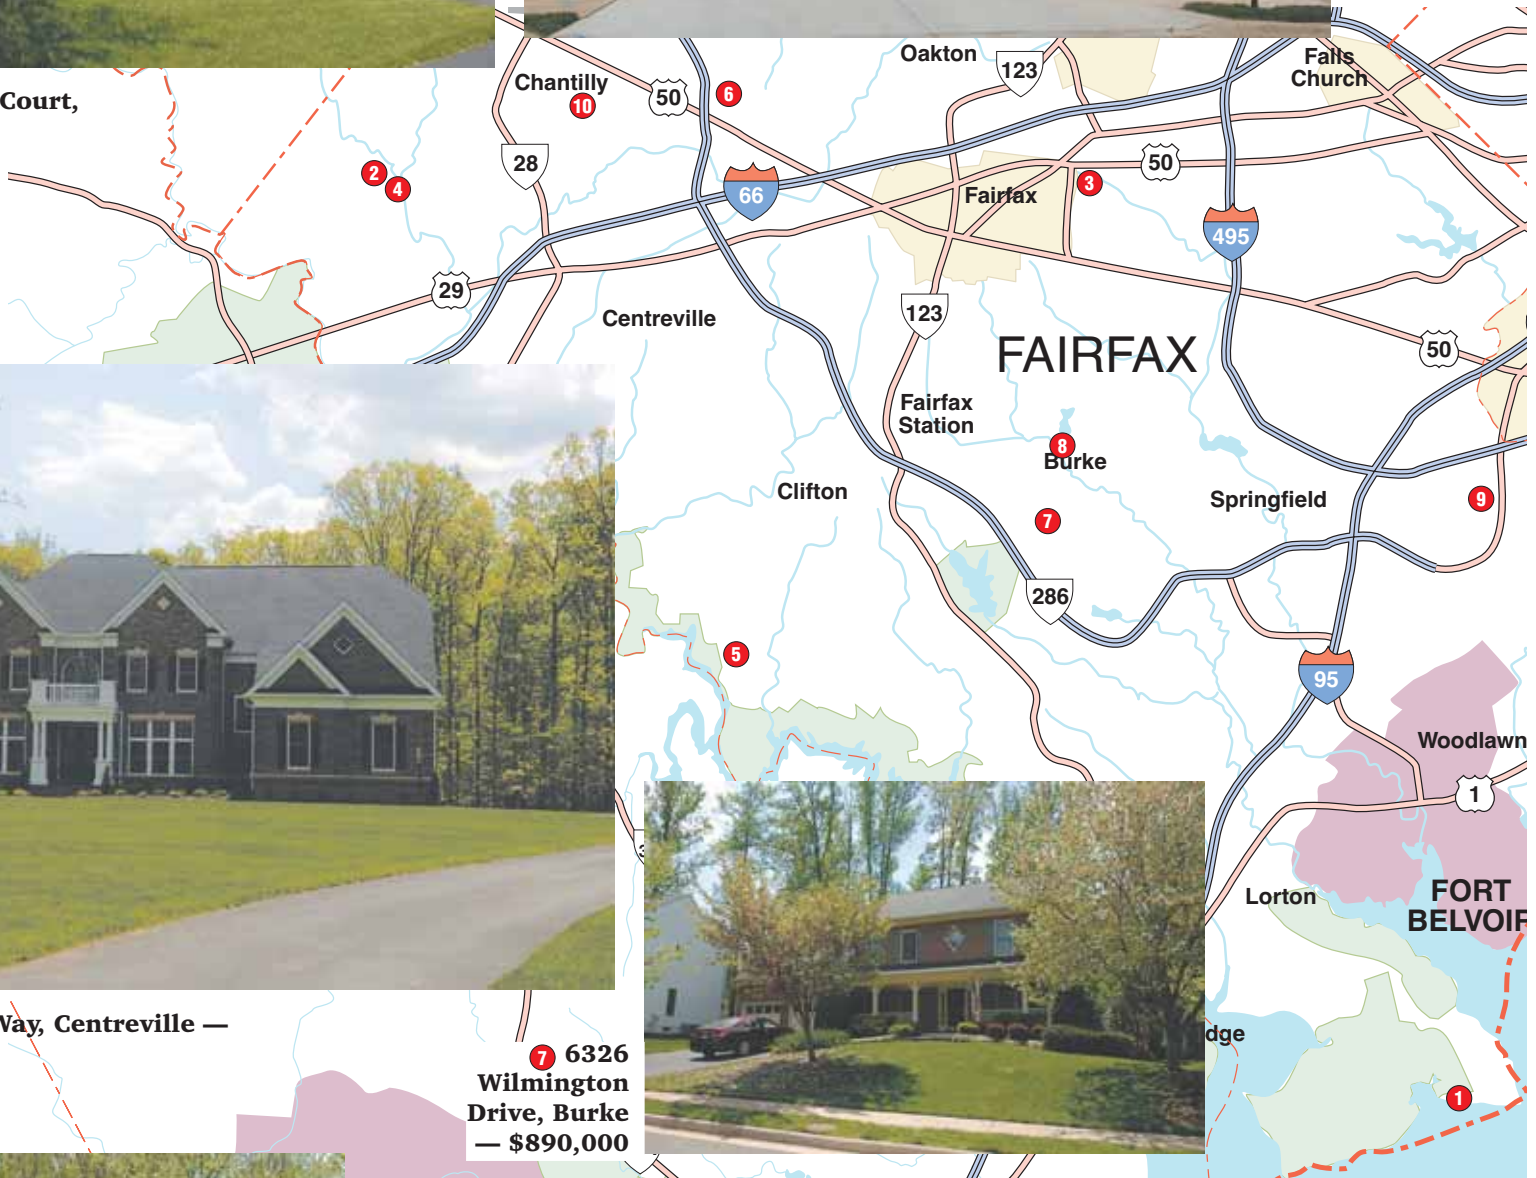 Court,
Chantilly
10
50
6
Oakton
123
Falls
Church
2
4
28
66
Fairfax
3
50
495
29
Centreville
123
FAIRFAX
50
Fairfax
Station
8
Burke
Clifton
Springfield
9
7
286
5
95
Woodlawn
1
Lorton
FORT
BELVOIR
1
Way, Centreville —
7 6326
Wilmington
Drive, Burke
— $890,000
dge